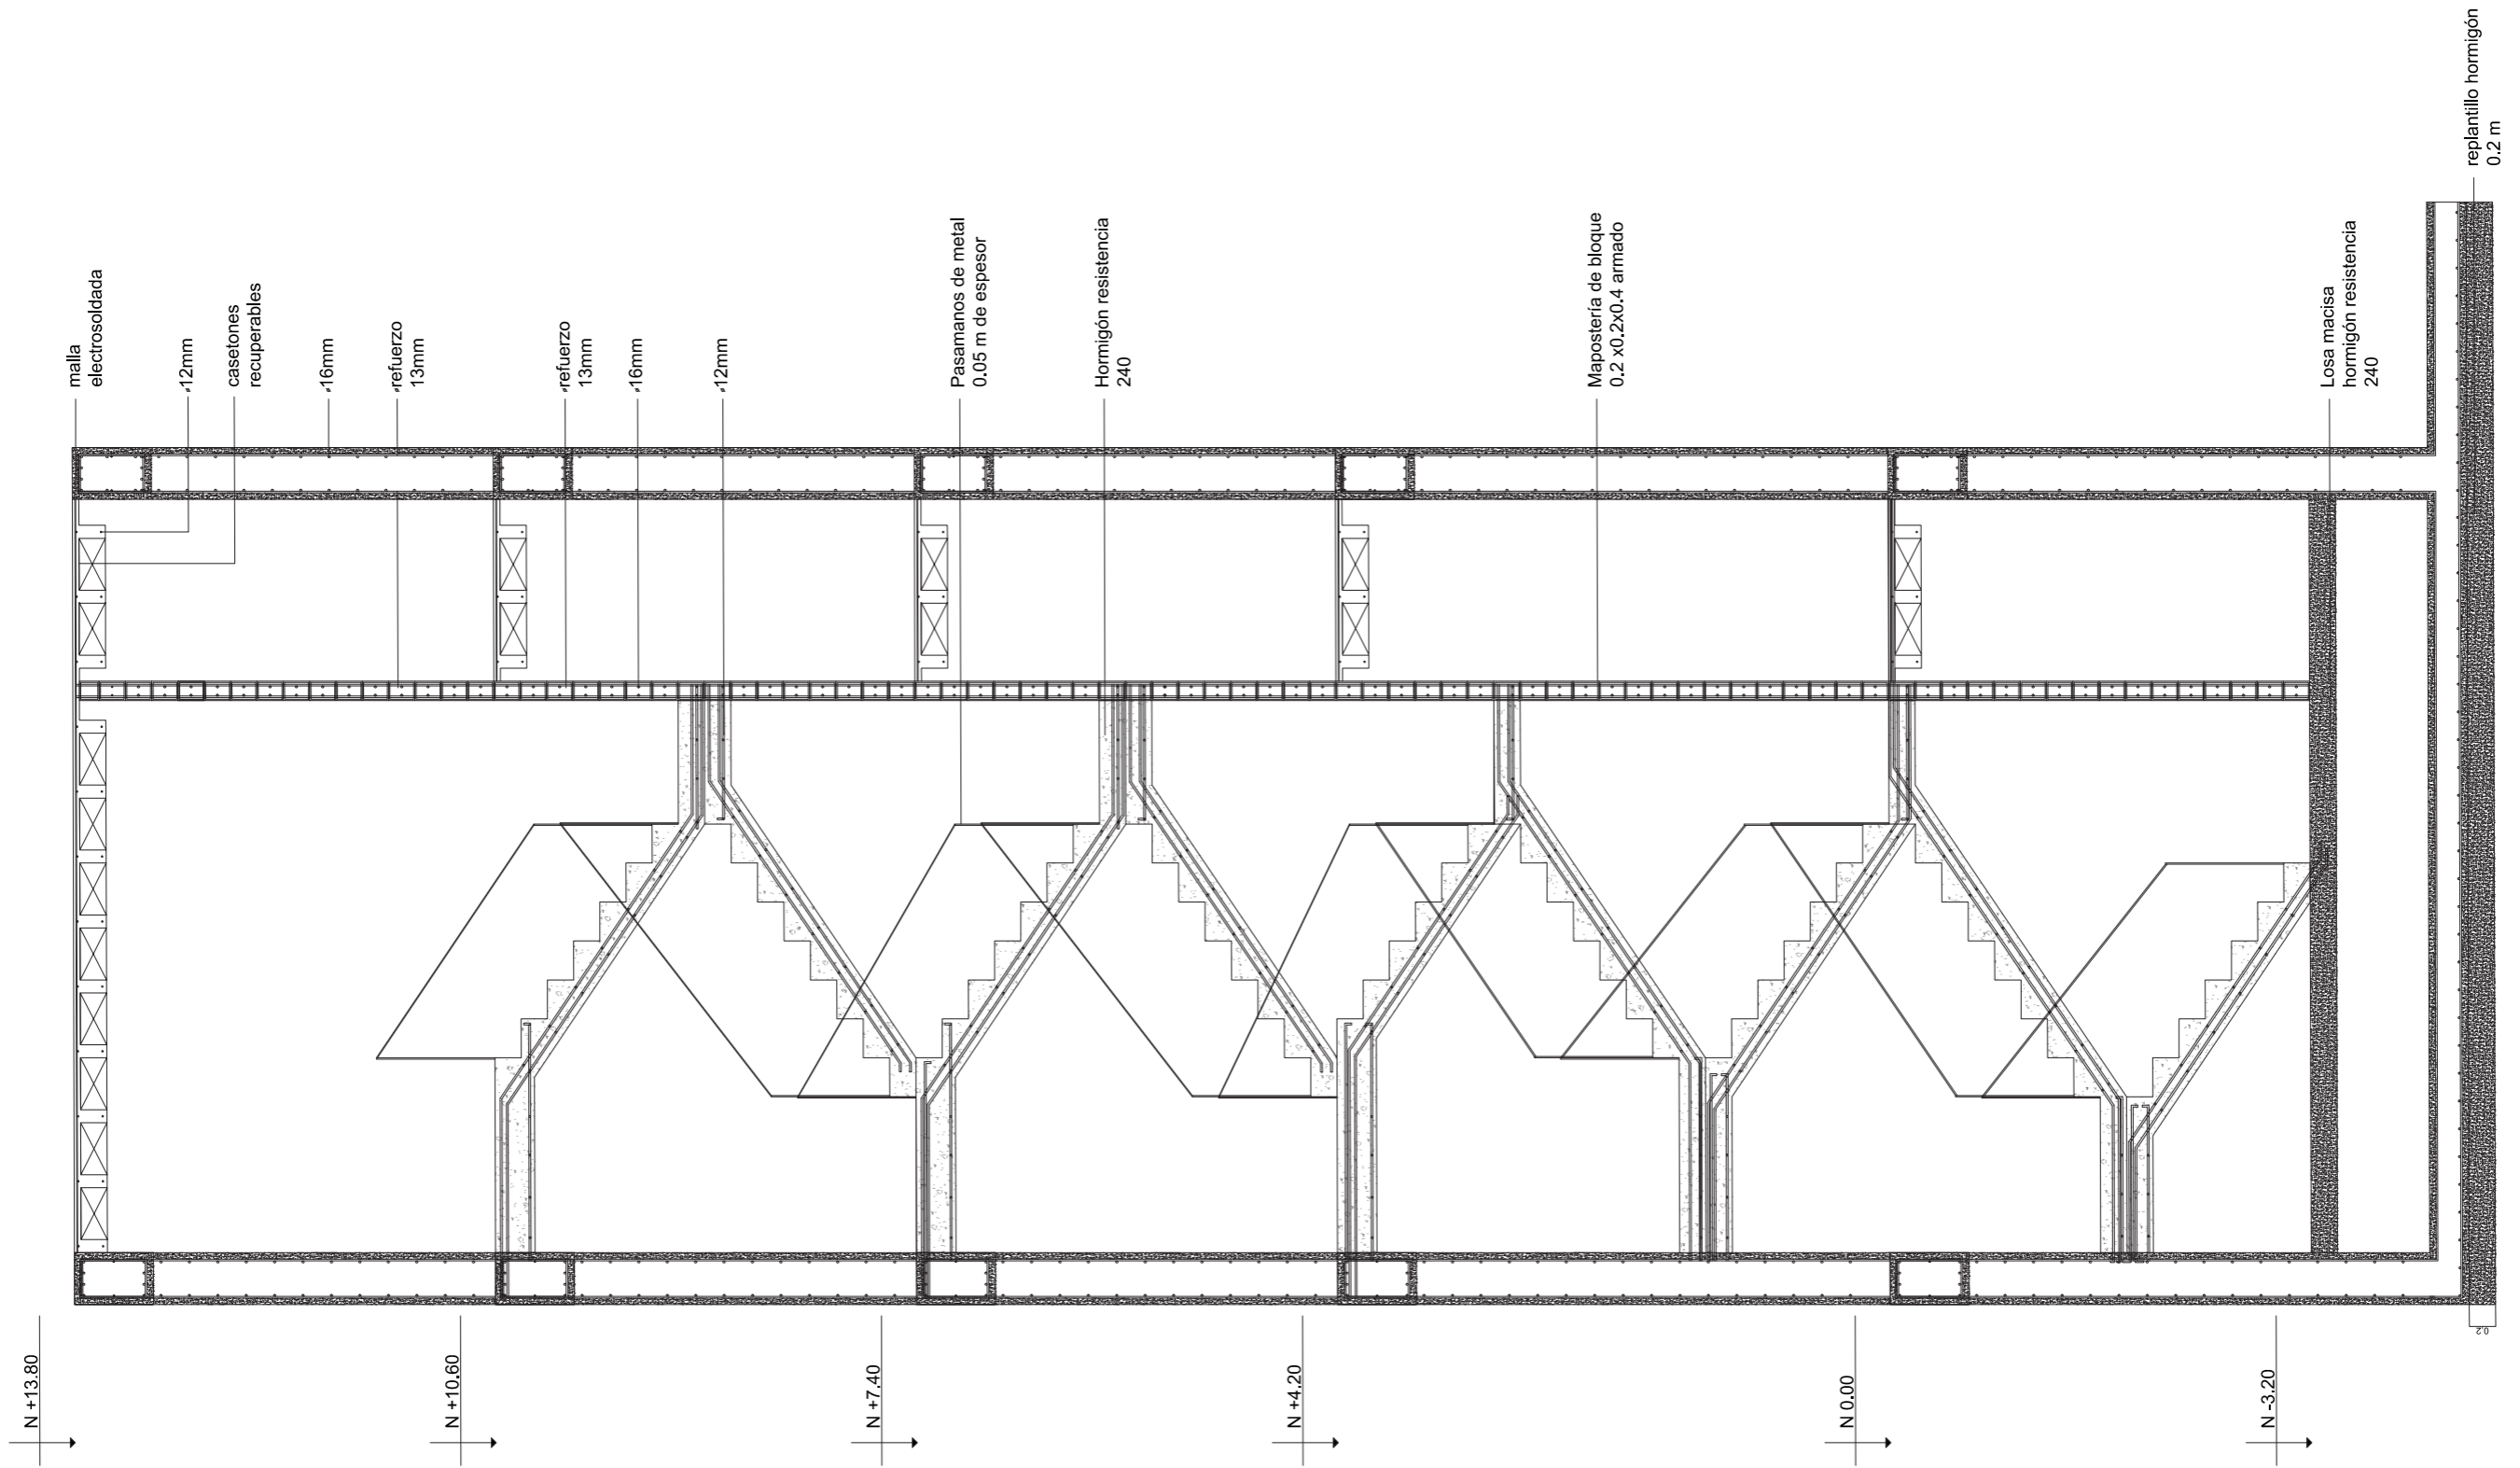 N +13.80
malla
electrosoldada
12mm
casetones
recuperables
16mm
refuerzo
13mm
N +10.60
refuerzo
13mm
16mm
12mm
N +7.40
Pasamanos de metal
0.05 m de espesor
Hormigón resistencia
240
N +4.20
Mapostería de bloque
0.2 x0.2x0.4 armado
N 0.00
N -3.20
Losa macisa
hormigón resistencia
240
replantillo hormigón
0.2 m
0.2